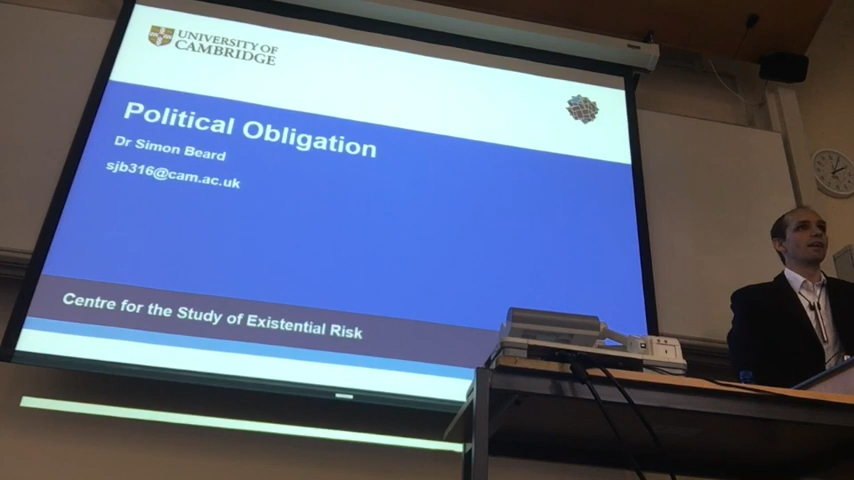 UNIVERSITY OF
CAMBRIDGE
Political Obligation
Dr Simon Beard
sjb316@cam.ac.uk
Centre for the Study of Existential Risk